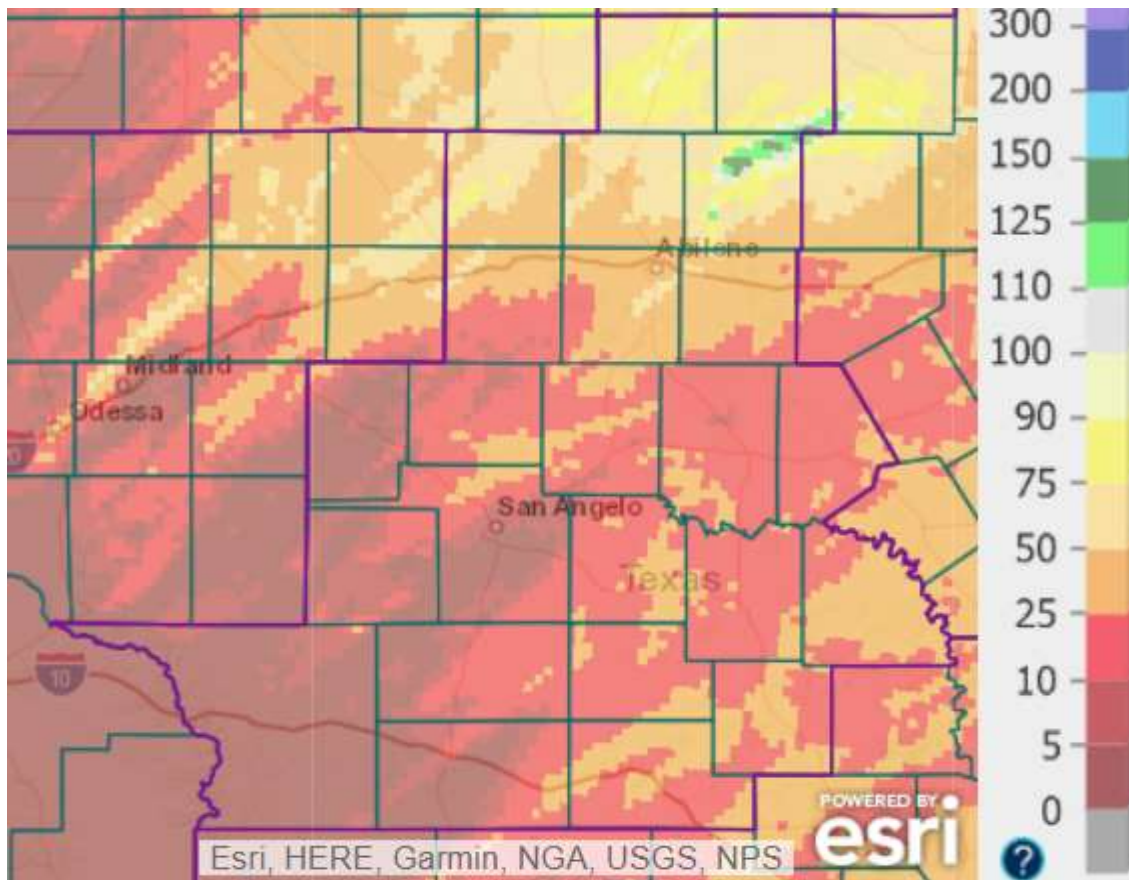 300
200
150
125
110
100
90
75
50
25
10
5
0
Abilene
Midland
Odessa
20
San Angelo
Texas
10
POWERED BY
esri
Esri, HERE, Garmin, NGA, USGS, NPS
?